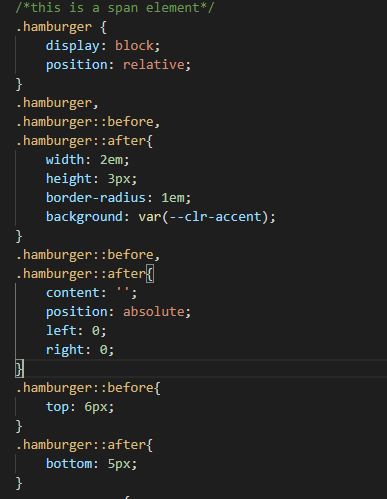 /*this is a span element*/
.hamburger {
    display: block;
    position: relative;
}
.hamburger,
.hamburger::before,
.hamburger::after{
    width: 2em;
    height: 3px;
    border-radius: 1em;
    background: var(--clr-accent);
}
.hamburger::before,
.hamburger::after{
    content: '';
    position: absolute;
    left: 0;
    right: 0;
}
.hamburger::before{
    top: 6px;
}
.hamburger::after{
    bottom: 5px;
}